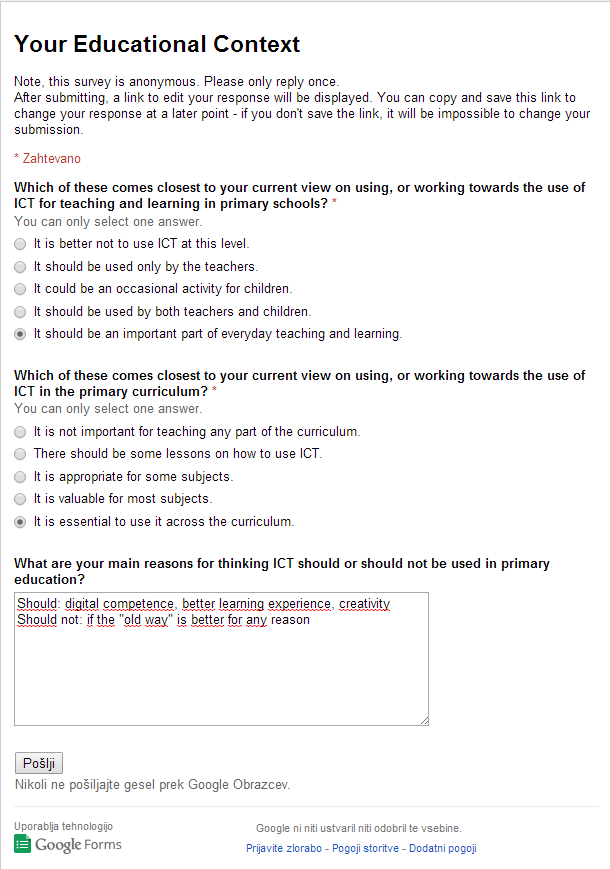 Your Educational Context
Note, this survey is anonymous. Please only reply once.
After submitting, a link to edit your response will be displayed. You can copy and save this link to
change your response at a later point - if you don't save the link, it will be impossible to change your
submission.
* Zahtevano
Which of these comes closest to your current view on using, or working towards the use of
ICT for teaching and learning in primary schools? *
You can only select one answer.
It is better not to use ICT at this level.
It should be used only by the teachers.
It could be an occasional activity for children.
It should be used by both teachers and children.
It should be an important part of everyday teaching and learning.
Which of these comes closest to your current view on using, or working towards the use of
ICT in the primary curriculum? *
You can only select one answer.
It is not important for teaching any part of the curriculum.
There should be some lessons on how to use ICT.
It is appropriate for some subjects.
It is valuable for most subjects.
It is essential to use it across the curriculum.
What are your main reasons for thinking ICT should or should not be used in primary
education?
Should: digital competence, better learning experience, creativity
Should not: if the "old way" is better for any reason
Pošlji
Nikoli ne pošiljajte gesel prek Google Obrazcev.
Uporablja tehnologijo
Google Forms
Google ni niti ustvaril niti odobril te vsebine.
Prijavite zlorabo - Pogoji storitve - Dodatni pogoji